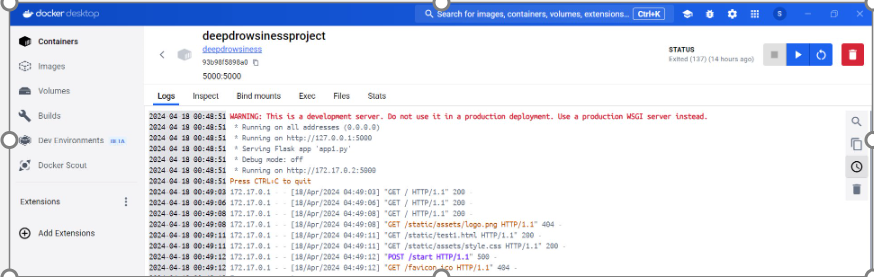 docker desktop
Search for images, containers, volumes, extensions... Ctrl+K
S
Containers
Images
Volumes
Builds
Dev Environments BETA
Docker Scout
Extensions
Add Extensions
deepdrowsinessproject
deepdrowsiness
93b98f5898a0
5000:5000
STATUS
Exited (137) (14 hours ago)
Logs Inspect Bind mounts Exec Files Stats
2024-04-18 00:48:51 WARNING: This is a development server. Do not use it in a production deployment. Use a production WSGI server instead.
2024-04-18 00:48:51 * Running on all addresses (0.0.0.0)
2024-04-18 00:48:51 * Running on http://127.0.0.1:5000
2024-04-18 00:48:51 * Serving Flask app 'app1.py'
2024-04-18 00:48:51 * Debug mode: off
2024-04-18 00:48:51 * Running on http://172.17.0.2:5000
2024-04-18 00:48:51 Press CTRL+C to quit
2024-04-18 00:49:03 172.17.0.1 - - [18/Apr/2024 04:49:03] "GET / HTTP/1.1" 200 -
2024-04-18 00:49:06 172.17.0.1 - - [18/Apr/2024 04:49:06] "GET / HTTP/1.1" 200 -
2024-04-18 00:49:08 172.17.0.1 - - [18/Apr/2024 04:49:08] "GET / HTTP/1.1" 200 -
2024-04-18 00:49:08 172.17.0.1 - - [18/Apr/2024 04:49:08] "GET /static/assets/logo.png HTTP/1.1" 404 -
2024-04-18 00:49:11 172.17.0.1 - - [18/Apr/2024 04:49:11] "GET /static/test1.html HTTP/1.1" 200 -
2024-04-18 00:49:11 172.17.0.1 - - [18/Apr/2024 04:49:11] "GET /static/assets/style.css HTTP/1.1" 200 -
2024-04-18 00:49:12 172.17.0.1 - - [18/Apr/2024 04:49:12] "POST /start HTTP/1.1" 500 -
2024-04-18 00:49:12 172.17.0.1 - - [18/Apr/2024 04:49:12] "GET /favicon.ico HTTP/1.1" 404 -